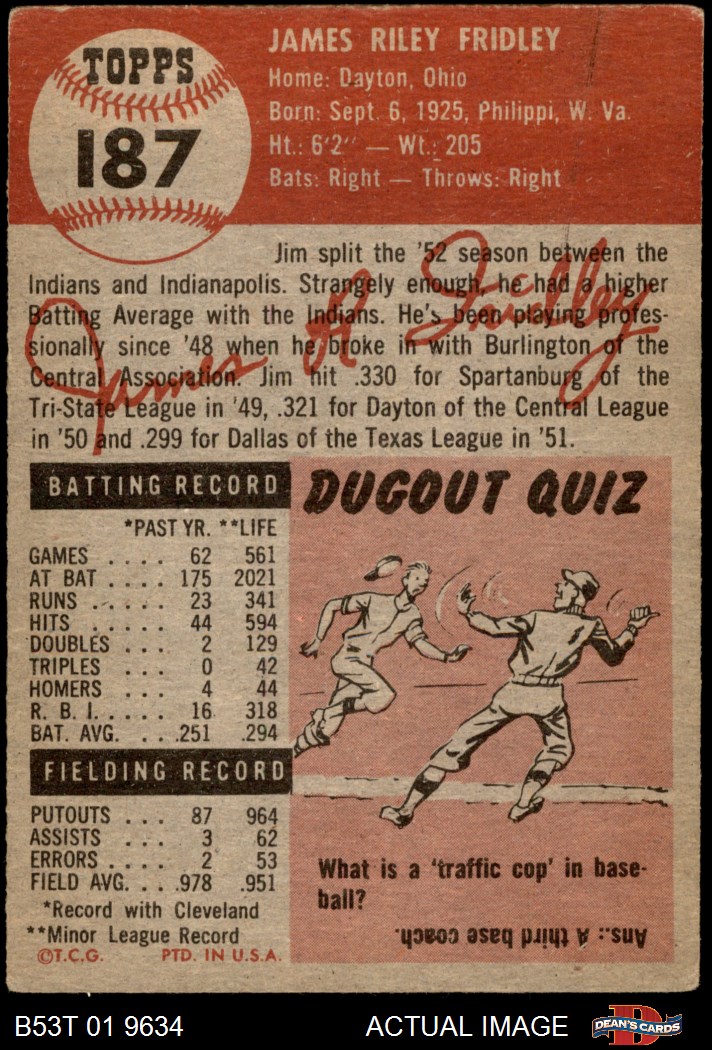 TOPPS
187
JAMES RILEY FRIDLEY
Home: Dayton, Ohio
Born: Sept. 6, 1925, Philippi, W. Va.
Ht.: 6'2" — Wt.: 205
Bats: Right — Throws: Right
Jim split the '52 season between the
Indians and Indianapolis. Strangely enough, he had a higher
Batting Average with the Indians. He's been playing profes-
sionally since '48 when he broke in with Burlington of the
Central Association. Jim hit .330 for Spartanburg of the
Tri-State League in '49, .321 for Dayton of the Central League
in '50 and .299 for Dallas of the Texas League in '51.
James R Fridley
BATTING RECORD
*PAST YR. **LIFE
GAMES . . . . 62 561
AT BAT . . . . 175 2021
RUNS . . . . . 23 341
HITS . . . . . 44 594
DOUBLES . . . 2 129
TRIPLES . . . 0 42
HOMERS . . . 4 44
R. B. I. . . . . . 16 318
BAT. AVG. . . . .251 .294
FIELDING RECORD
PUTOUTS . . . 87 964
ASSISTS . . . . 3 62
ERRORS . . . . 2 53
FIELD AVG. . . . .978 .951
*Record with Cleveland
**Minor League Record
©T.C.G. PTD. IN U.S.A.
DUGOUT QUIZ
What is a 'traffic cop' in base-
ball?
Ans.: A third base coach.
B53T 01 9634 ACTUAL IMAGE
D
DEAN'S CARDS